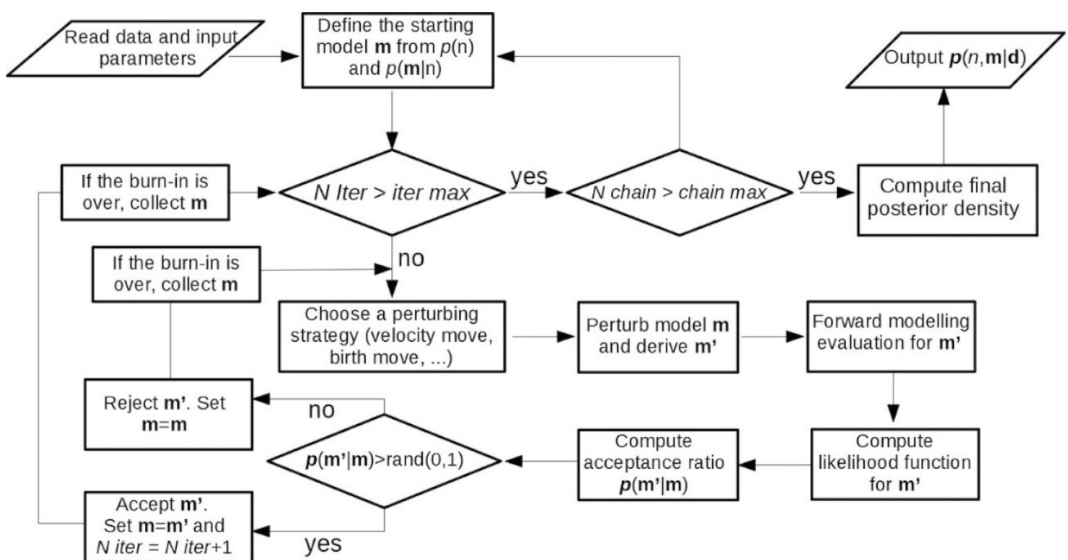 Read data and input
parameters
Define the starting
model m from p(n)
and p(m|n)
Output p(n,m|d)
If the burn-in is
over, collect m
N Iter > iter max
yes
N chain > chain max
yes
Compute final
posterior density
If the burn-in is
over, collect m
no
Choose a perturbing
strategy (velocity move,
birth move, ...)
Perturb model m
and derive m'
Forward modelling
evaluation for m'
Reject m'. Set
m=m
no
p(m'|m)>rand(0,1)
Compute
acceptance ratio
p(m'|m)
Compute
likelihood function
for m'
Accept m'.
Set m=m' and
N iter = N iter+1
yes